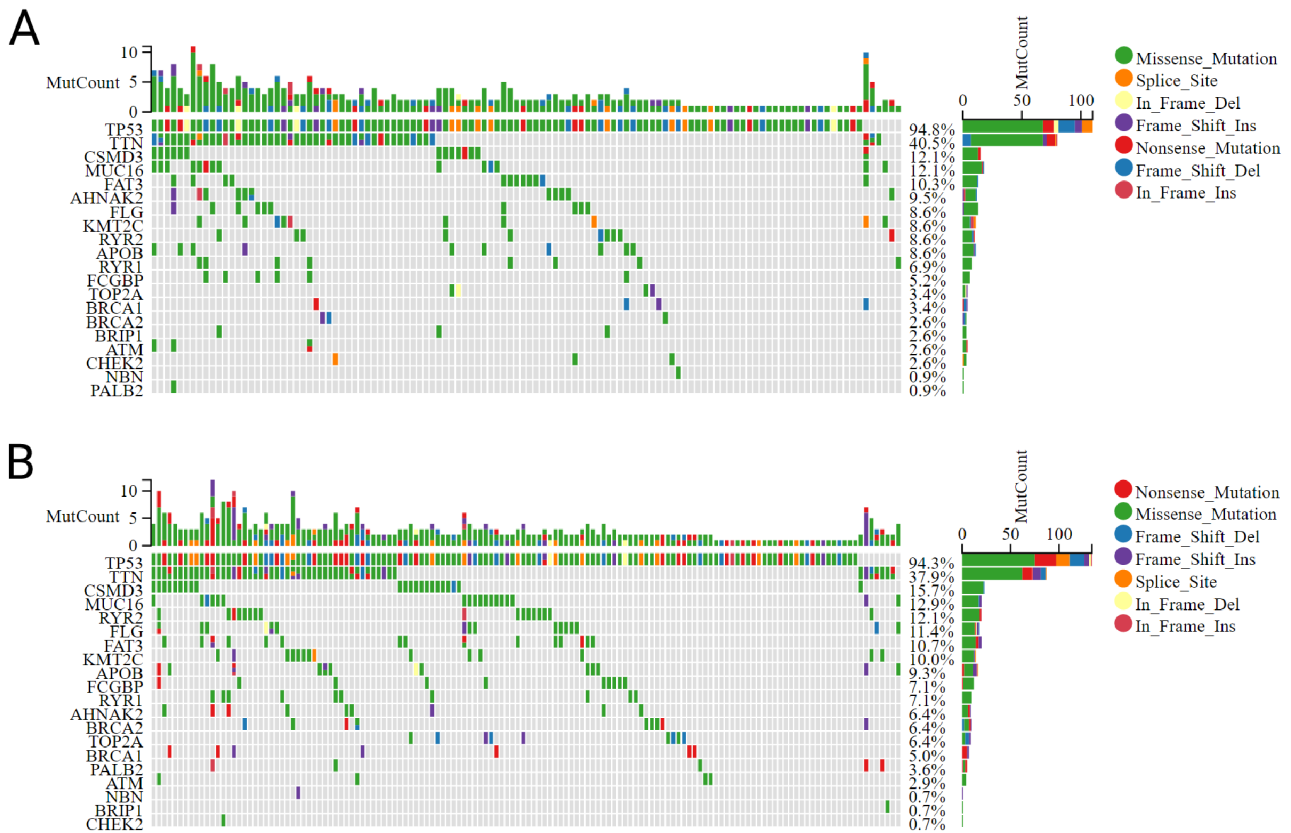 A
MutCount
10
5
0
MutCount
0 50 100
Missense_Mutation
Splice_Site
In_Frame_Del
Frame_Shift_Ins
Nonsense_Mutation
Frame_Shift_Del
In_Frame_Ins
TP53 94.8%
TTN 40.5%
CSMD3 12.1%
MUC16 12.1%
FAT3 10.3%
AHNAK2 9.5%
FLG 8.6%
KMT2C 8.6%
RYR2 8.6%
APOB 8.6%
RYR1 6.9%
FCGBP 5.2%
TOP2A 3.4%
BRCA1 3.4%
BRCA2 2.6%
BRIP1 2.6%
ATM 2.6%
CHEK2 2.6%
NBN 0.9%
PALB2 0.9%
B
MutCount
10
5
0
MutCount
0 50 100
Nonsense_Mutation
Missense_Mutation
Frame_Shift_Del
Frame_Shift_Ins
Splice_Site
In_Frame_Del
In_Frame_Ins
TP53 94.3%
TTN 37.9%
CSMD3 15.7%
MUC16 12.9%
RYR2 12.1%
FLG 11.4%
FAT3 10.7%
KMT2C 10.0%
APOB 9.3%
FCGBP 7.1%
RYR1 7.1%
AHNAK2 6.4%
BRCA2 6.4%
TOP2A 6.4%
BRCA1 5.0%
PALB2 3.6%
ATM 2.9%
NBN 0.7%
BRIP1 0.7%
CHEK2 0.7%